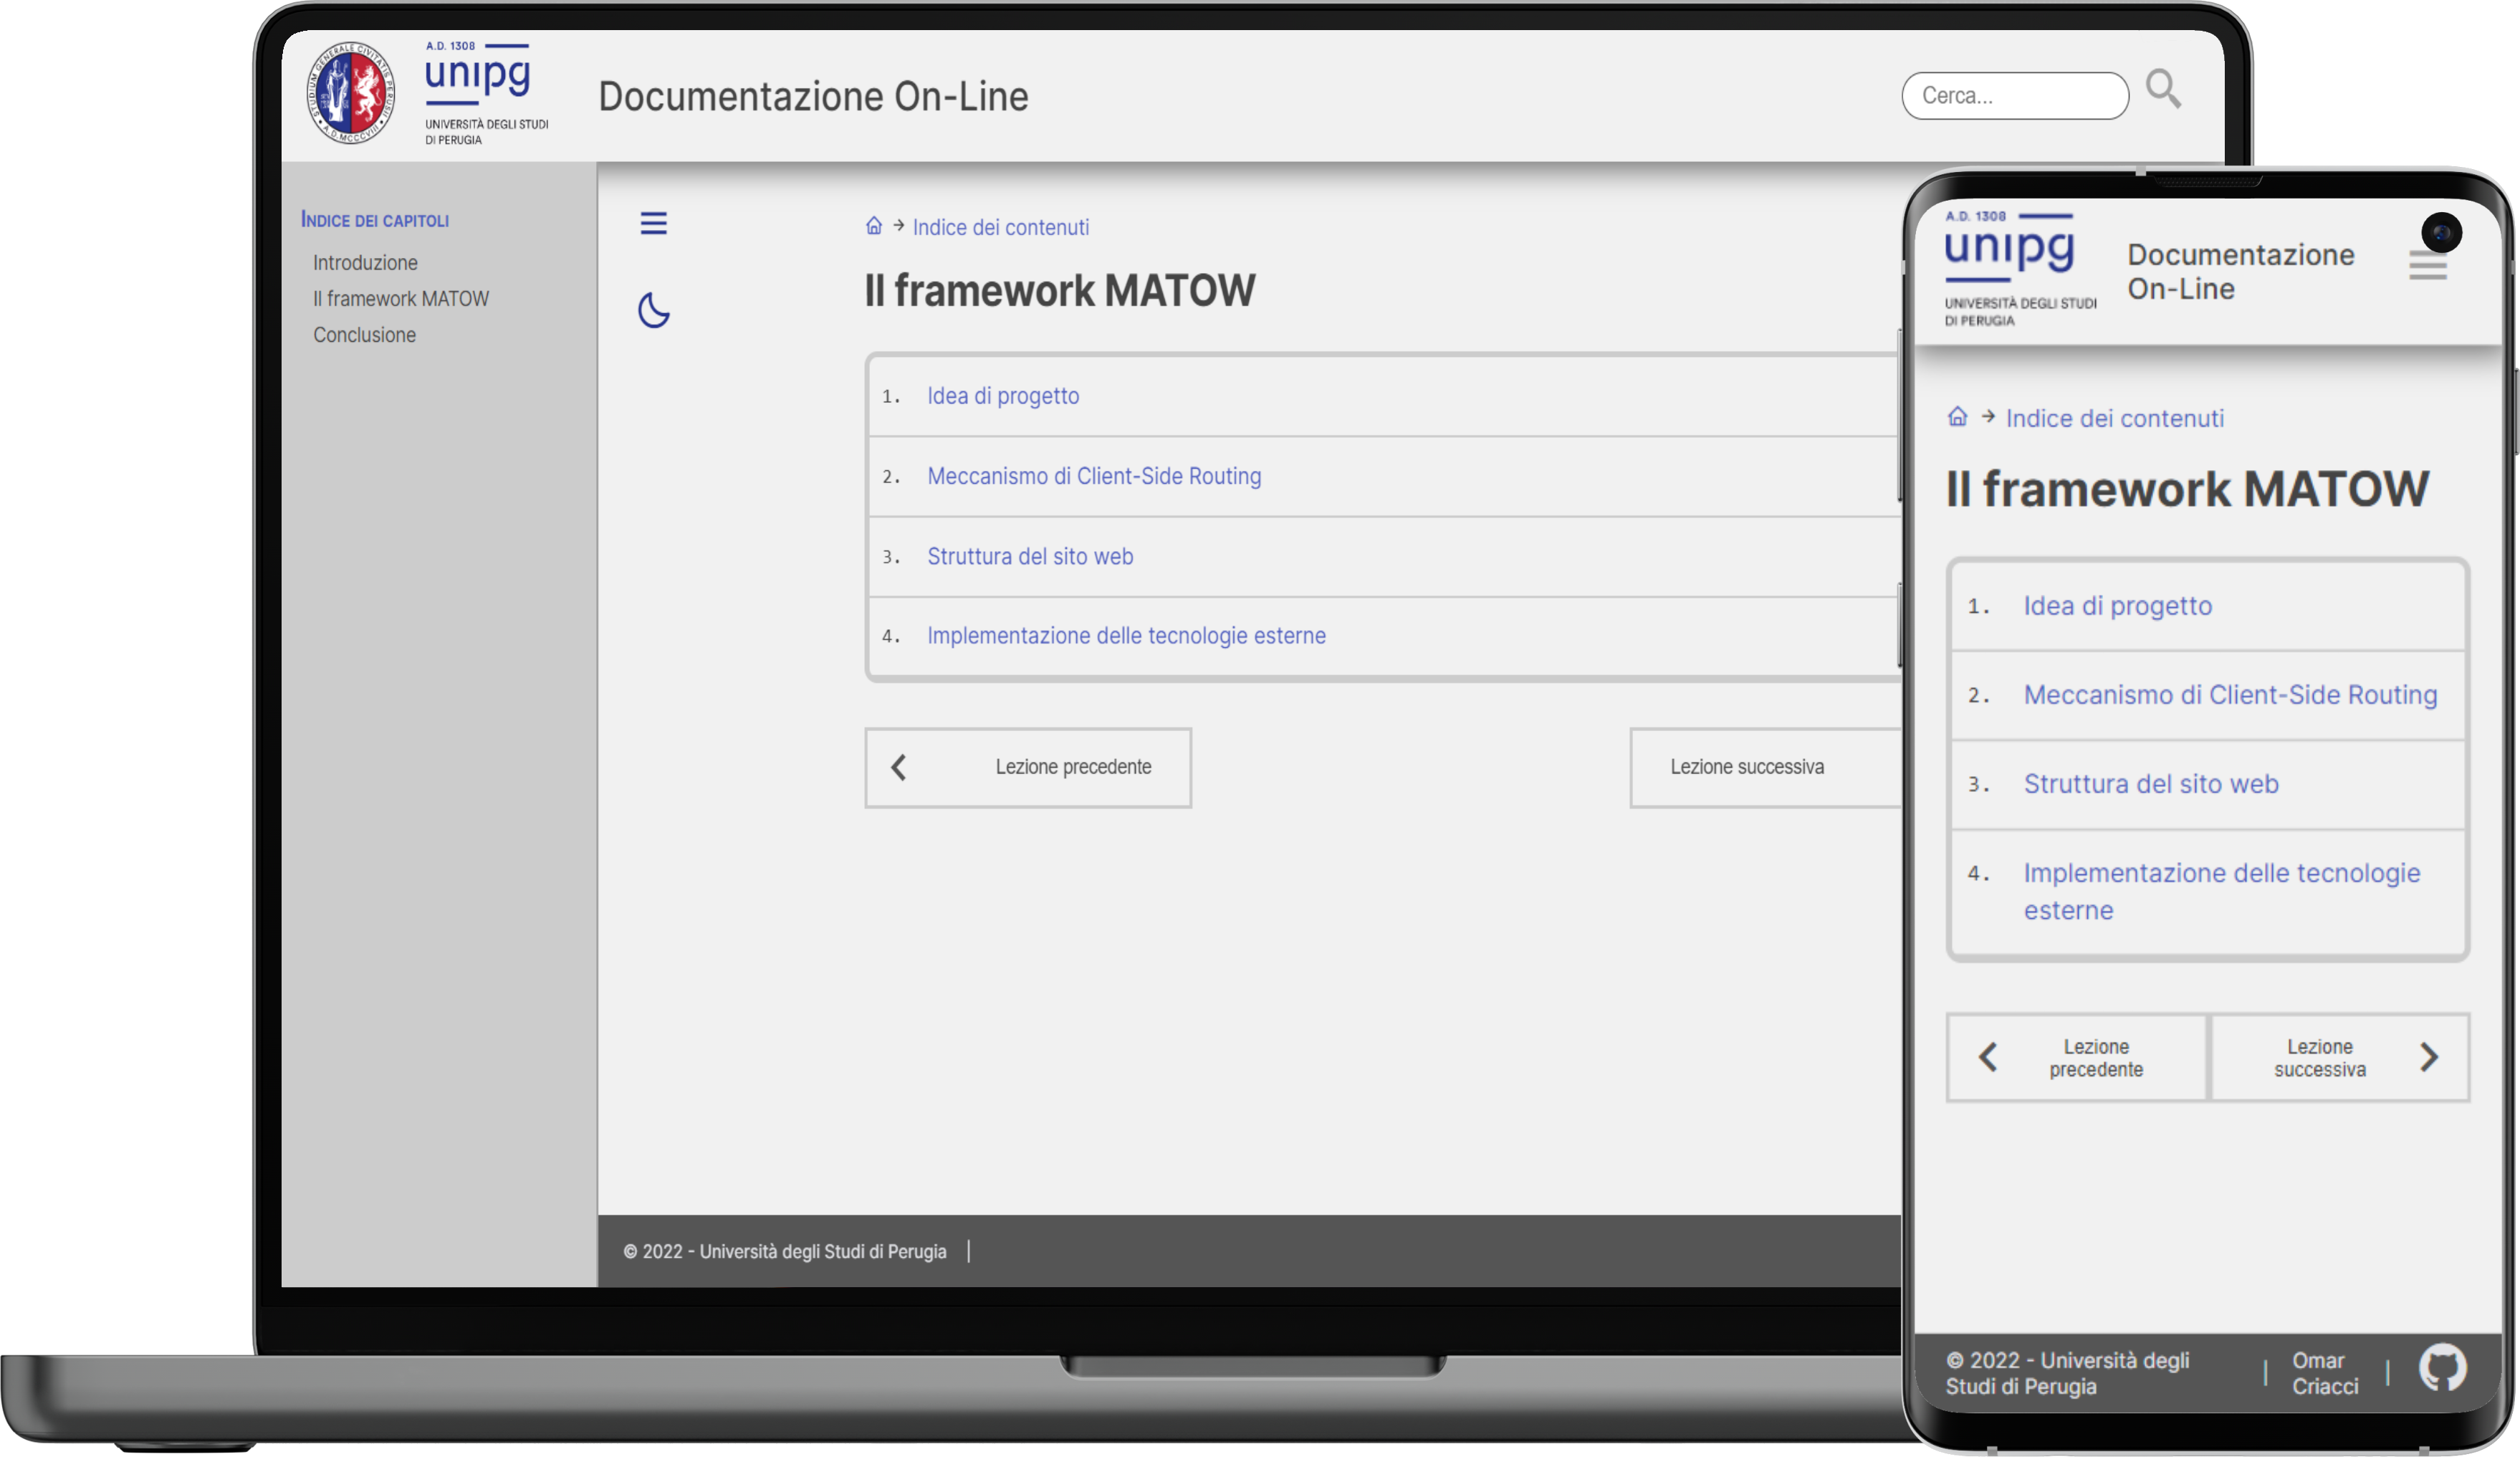 STUDIUM GENERALE CIVITATIS PERUSII
A.D. MCCCVIII
A.D. 1308
unipg
UNIVERSITÀ DEGLI STUDI
DI PERUGIA
Documentazione On-Line
Cerca...
INDICE DEI CAPITOLI
Introduzione
Il framework MATOW
Conclusione
Indice dei contenuti
Il framework MATOW
1. Idea di progetto
2. Meccanismo di Client-Side Routing
3. Struttura del sito web
4. Implementazione delle tecnologie esterne
Lezione precedente
Lezione successiva
© 2022 - Università degli Studi di Perugia |
A.D. 1308
unipg
UNIVERSITÀ DEGLI STUDI
DI PERUGIA
Documentazione
On-Line
Indice dei contenuti
Il framework MATOW
1. Idea di progetto
2. Meccanismo di Client-Side Routing
3. Struttura del sito web
4. Implementazione delle tecnologie
esterne
Lezione
precedente
Lezione
successiva
© 2022 - Università degli
Studi di Perugia
| Omar
Criacci |